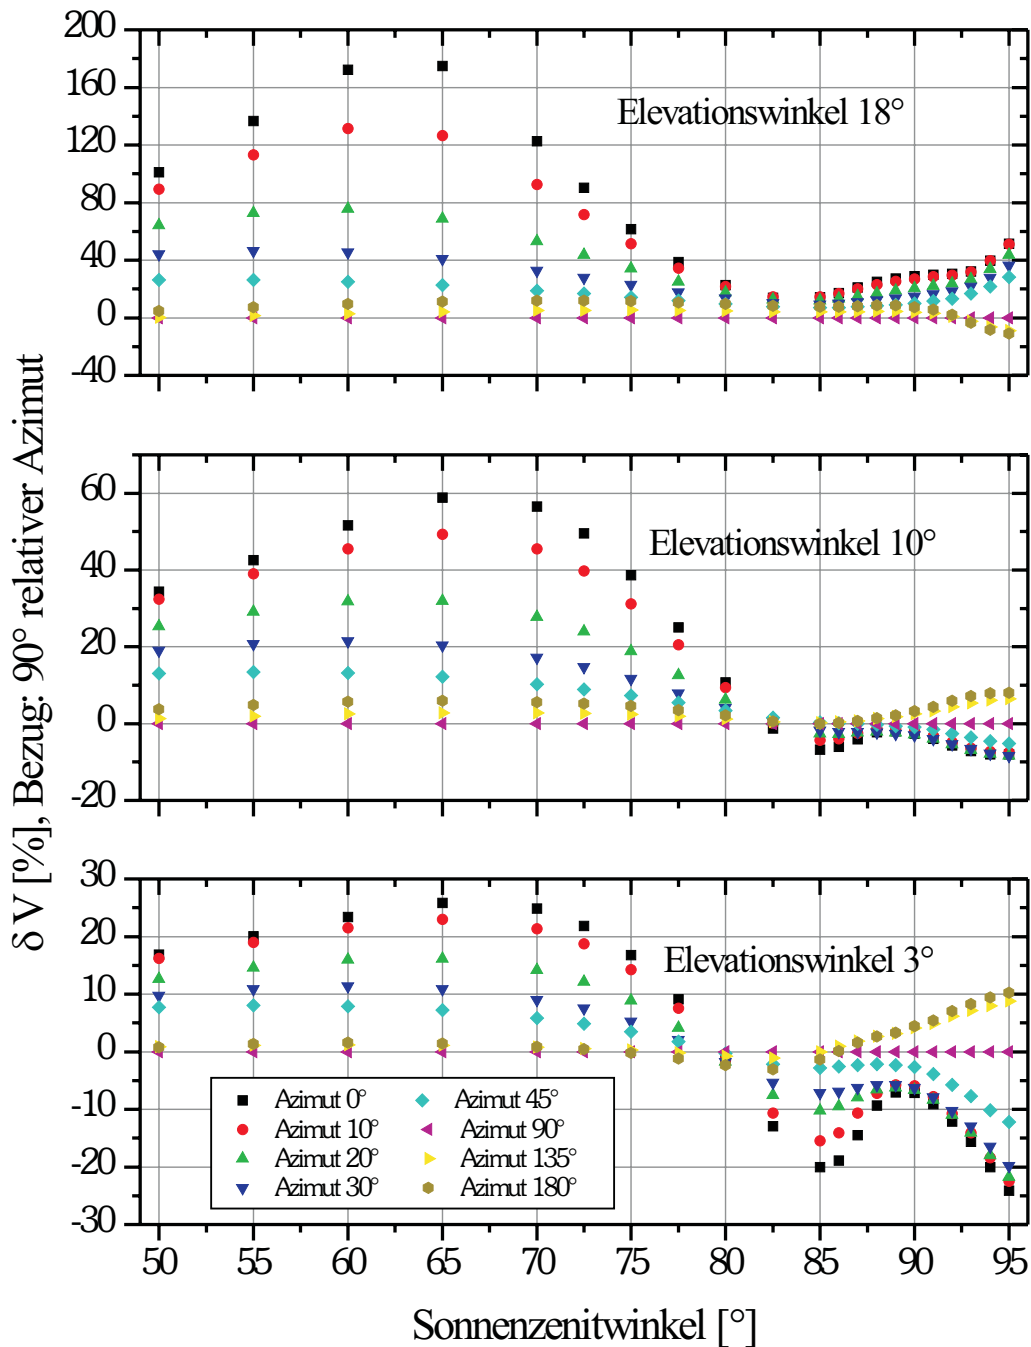 200
160
120
80
40
0
-40
Elevationswinkel 18°
60
40
20
0
-20
Elevationswinkel 10°
30
20
10
0
-10
-20
-30
Elevationswinkel 3°
Azimut 0°
Azimut 10°
Azimut 20°
Azimut 30°
Azimut 45°
Azimut 90°
Azimut 135°
Azimut 180°
50 55 60 65 70 75 80 85 90 95
Sonnenzenitwinkel [°]
δ V [%], Bezug: 90° relativer Azimut